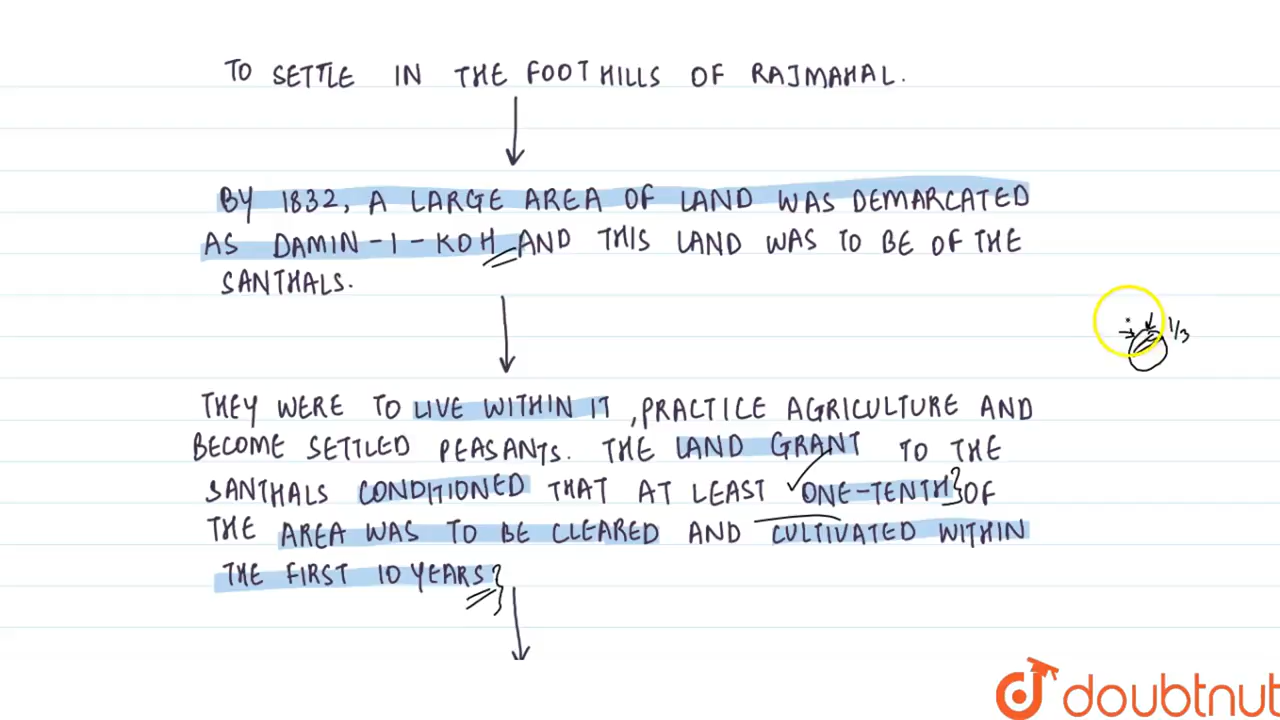 TO SETTLE IN THE FOOTHILLS OF RAJMAHAL.
BY 1832, A LARGE AREA OF LAND WAS DEMARCATED
AS DAMIN-I-KOH AND THIS LAND WAS TO BE OF THE
SANTHALS.
1/3
THEY WERE TO LIVE WITHIN IT, PRACTICE AGRICULTURE AND
BECOME SETTLED PEASANTS. THE LAND GRANT TO THE
SANTHALS CONDITIONED THAT AT LEAST ONE-TENTH OF
THE AREA WAS TO BE CLEARED AND CULTIVATED WITHIN
THE FIRST 10 YEARS
doubtnut